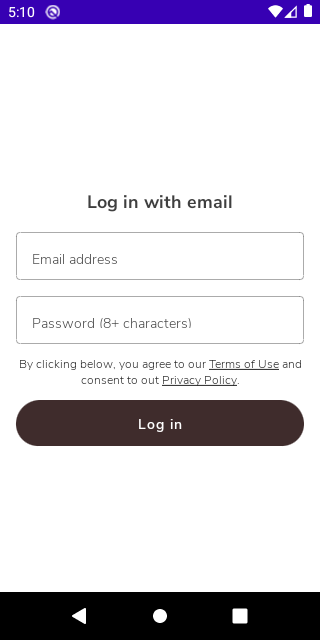 5:10
Log in with email
Email address
Password (8+ characters)
By clicking below, you agree to our Terms of Use and
consent to out Privacy Policy.
Log in